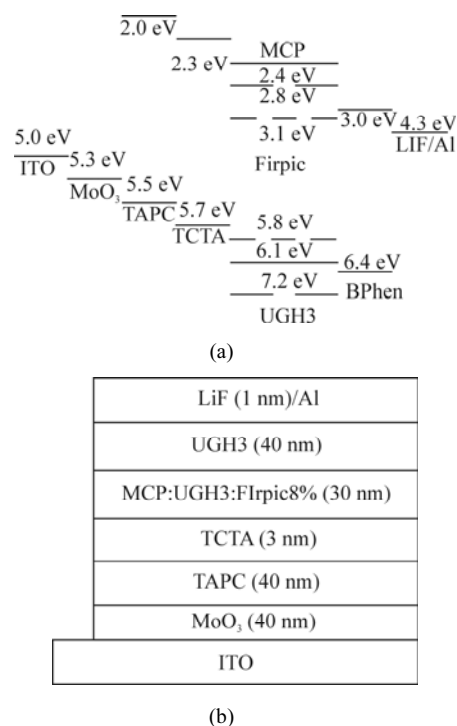 2.0 eV
2.3 eV
MCP
2.4 eV
2.8 eV
3.1 eV
Firpic
3.0 eV
4.3 eV
LIF/Al
5.0 eV
ITO
5.3 eV
MoO₃
5.5 eV
TAPC
5.7 eV
TCTA
5.8 eV
6.1 eV
7.2 eV
UGH3
6.4 eV
BPhen
(a)
LiF (1 nm)/Al
UGH3 (40 nm)
MCP:UGH3:FIrpic8% (30 nm)
TCTA (3 nm)
TAPC (40 nm)
MoO₃ (40 nm)
ITO
(b)